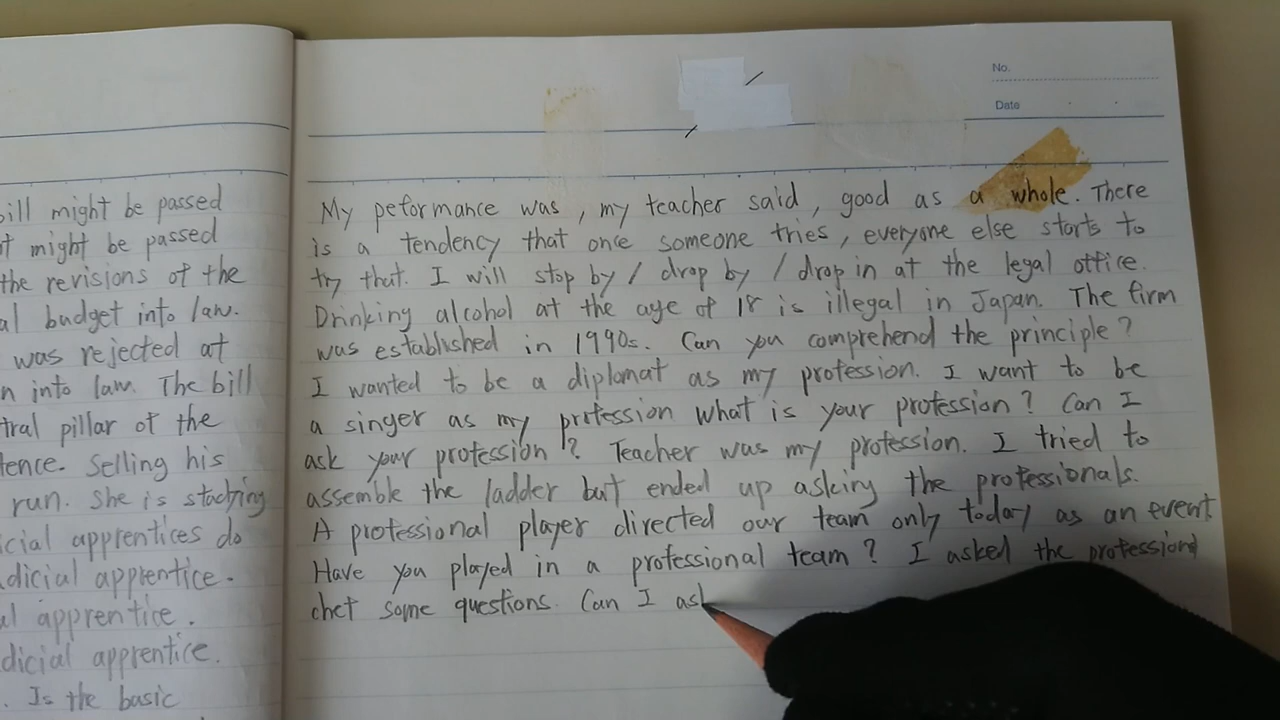 bill might be passed
might be passed
the revisions of the
budget into law.
was rejected at
into law. The bill
pillar of the
Selling his
run. She is studying
apprentices do
apprentice.
apprentice.
apprentice.
. Is the basic
No.
Date
My peformance was, my teacher said, good as a whole. There
is a tendency that once someone tries, everyone else starts to
try that. I will stop by / drop by / drop in at the legal office.
Drinking alcohol at the age of 18 is illegal in Japan. The firm
was established in 1990s. Can you comprehend the principle?
I wanted to be a diplomat as my profession. I want to be
a singer as my profession what is your profession? Can I
ask your profession? Teacher was my profession. I tried to
assemble the ladder but ended up asking the professionals.
A professional player directed our team only today as an event.
Have you played in a professional team? I asked the professional
chef some questions. Can I ask